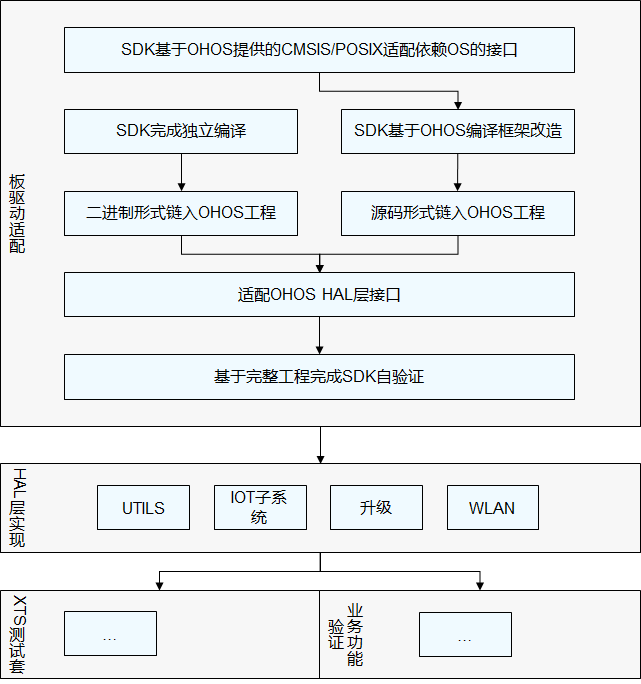 SDK基于OHOS提供的CMSIS/POSIX适配依赖OS的接口
SDK完成独立编译
SDK基于OHOS编译框架改造
板驱动适配
二进制形式链入OHOS工程
源码形式链入OHOS工程
适配OHOS HAL层接口
基于完整工程完成SDK自验证
HAL层实现
UTILS
IOT子系
统
升级
WLAN
XTS测试套
...
业务功能
验证
...